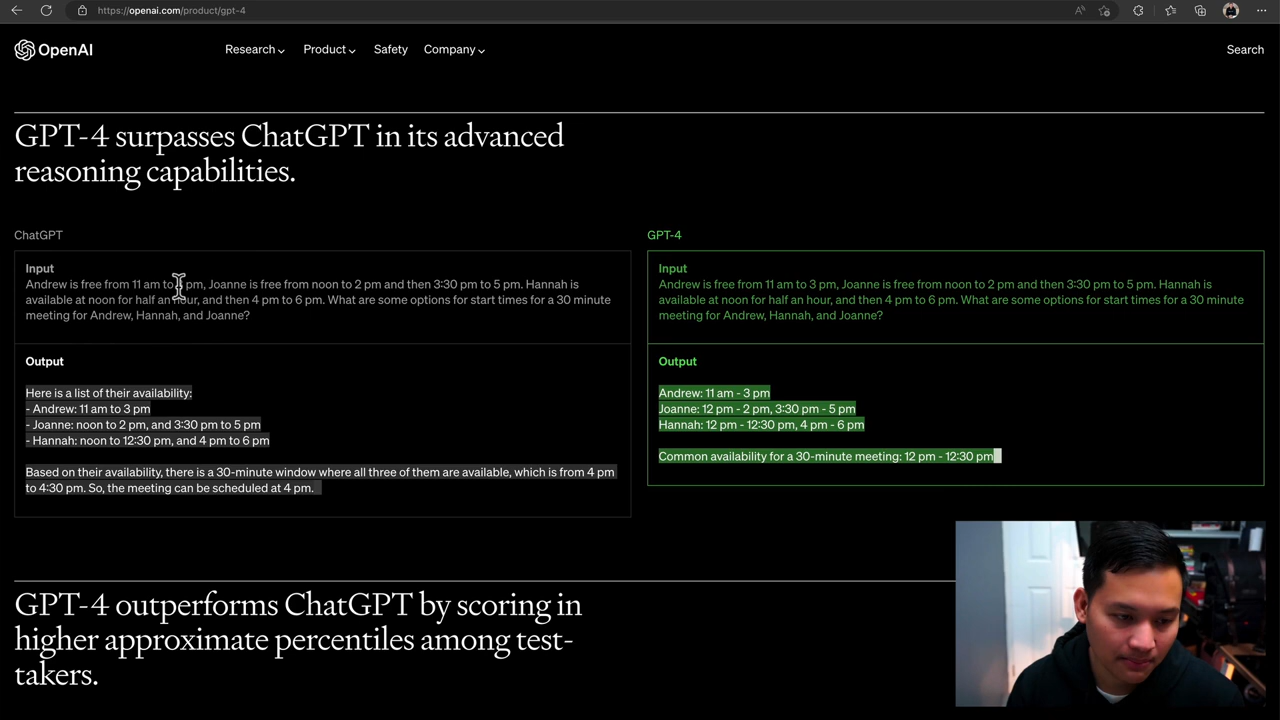 https://openai.com/product/gpt-4
OpenAI
Research
Product
Safety
Company
Search
GPT-4 surpasses ChatGPT in its advanced
reasoning capabilities.
ChatGPT
Input
Andrew is free from 11 am to 3 pm, Joanne is free from noon to 2 pm and then 3:30 pm to 5 pm. Hannah is
available at noon for half an hour, and then 4 pm to 6 pm. What are some options for start times for a 30 minute
meeting for Andrew, Hannah, and Joanne?
Output
Here is a list of their availability:
- Andrew: 11 am to 3 pm
- Joanne: noon to 2 pm, and 3:30 pm to 5 pm
- Hannah: noon to 12:30 pm, and 4 pm to 6 pm
Based on their availability, there is a 30-minute window where all three of them are available, which is from 4 pm
to 4:30 pm. So, the meeting can be scheduled at 4 pm.
GPT-4
Input
Andrew is free from 11 am to 3 pm, Joanne is free from noon to 2 pm and then 3:30 pm to 5 pm. Hannah is
available at noon for half an hour, and then 4 pm to 6 pm. What are some options for start times for a 30 minute
meeting for Andrew, Hannah, and Joanne?
Output
Andrew: 11 am - 3 pm
Joanne: 12 pm - 2 pm, 3:30 pm - 5 pm
Hannah: 12 pm - 12:30 pm, 4 pm - 6 pm
Common availability for a 30-minute meeting: 12 pm - 12:30 pm
GPT-4 outperforms ChatGPT by scoring in
higher approximate percentiles among test-
takers.